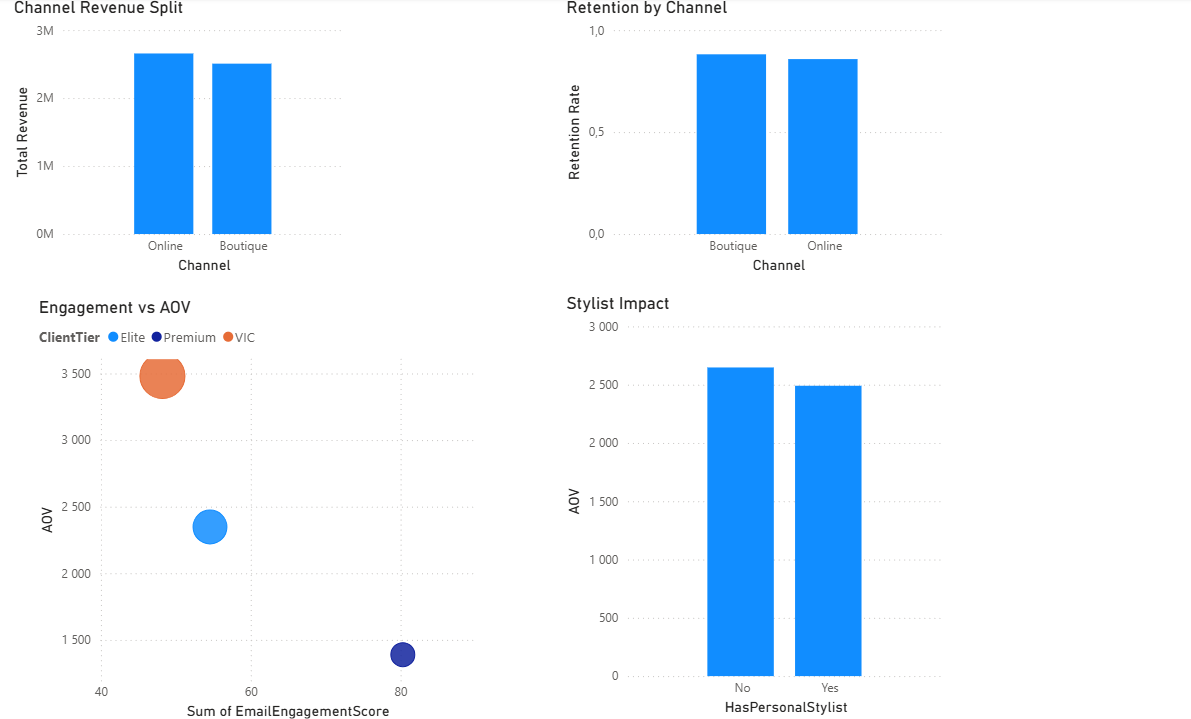 Channel Revenue Split
3M
2M
1M
0M
Total Revenue
Online Boutique
Channel
Retention by Channel
1,0
0,5
0,0
Retention Rate
Boutique Online
Channel
Engagement vs AOV
ClientTier Elite Premium VIC
3 500
3 000
2 500
2 000
1 500
AOV
40 60 80
Sum of EmailEngagementScore
Stylist Impact
3 000
2 500
2 000
1 500
1 000
500
0
AOV
No Yes
HasPersonalStylist